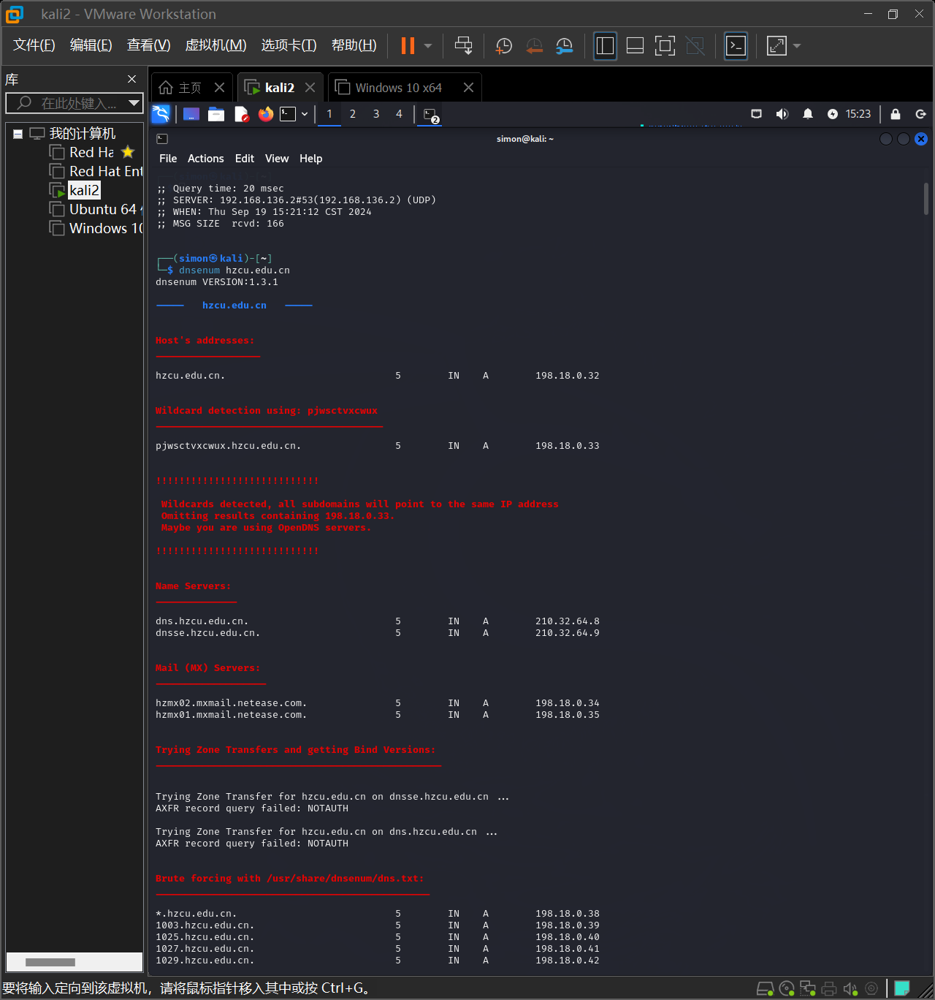 kali2 - VMware Workstation
文件(F) 编辑(E) 查看(V) 虚拟机(M) 选项卡(T) 帮助(H)
库
在此处键入...
我的计算机
Red Ha
Red Hat Ent
kali2
Ubuntu 64
Windows 10
主页 kali2 Windows 10 x64
1 2 3 4 2 15:23
simon@kali: ~
File Actions Edit View Help
;; Query time: 20 msec
;; SERVER: 192.168.136.2#53(192.168.136.2) (UDP)
;; WHEN: Thu Sep 19 15:21:12 CST 2024
;; MSG SIZE  rcvd: 166
┌──(simon㉿kali)-[~]
└─$ dnsenum hzcu.edu.cn
dnsenum VERSION:1.3.1
-----   hzcu.edu.cn   -----
Host's addresses:
__________________
hzcu.edu.cn. 5 IN A 198.18.0.32
Wildcard detection using: pjwsctvxcwux
_______________________________________
pjwsctvxcwux.hzcu.edu.cn. 5 IN A 198.18.0.33
!!!!!!!!!!!!!!!!!!!!!!!!!!!!
Wildcards detected, all subdomains will point to the same IP address
Omitting results containing 198.18.0.33.
Maybe you are using OpenDNS servers.
!!!!!!!!!!!!!!!!!!!!!!!!!!!!
Name Servers:
______________
dns.hzcu.edu.cn. 5 IN A 210.32.64.8
dnsse.hzcu.edu.cn. 5 IN A 210.32.64.9
Mail (MX) Servers:
___________________
hzmx02.mxmail.netease.com. 5 IN A 198.18.0.34
hzmx01.mxmail.netease.com. 5 IN A 198.18.0.35
Trying Zone Transfers and getting Bind Versions:
_________________________________________________
Trying Zone Transfer for hzcu.edu.cn on dnsse.hzcu.edu.cn ...
AXFR record query failed: NOTAUTH
Trying Zone Transfer for hzcu.edu.cn on dns.hzcu.edu.cn ...
AXFR record query failed: NOTAUTH
Brute forcing with /usr/share/dnsenum/dns.txt:
_______________________________________________
*.hzcu.edu.cn. 5 IN A 198.18.0.38
1003.hzcu.edu.cn. 5 IN A 198.18.0.39
1025.hzcu.edu.cn. 5 IN A 198.18.0.40
1027.hzcu.edu.cn. 5 IN A 198.18.0.41
1029.hzcu.edu.cn. 5 IN A 198.18.0.42
要将输入定向到该虚拟机，请将鼠标指针移入其中或按 Ctrl+G。